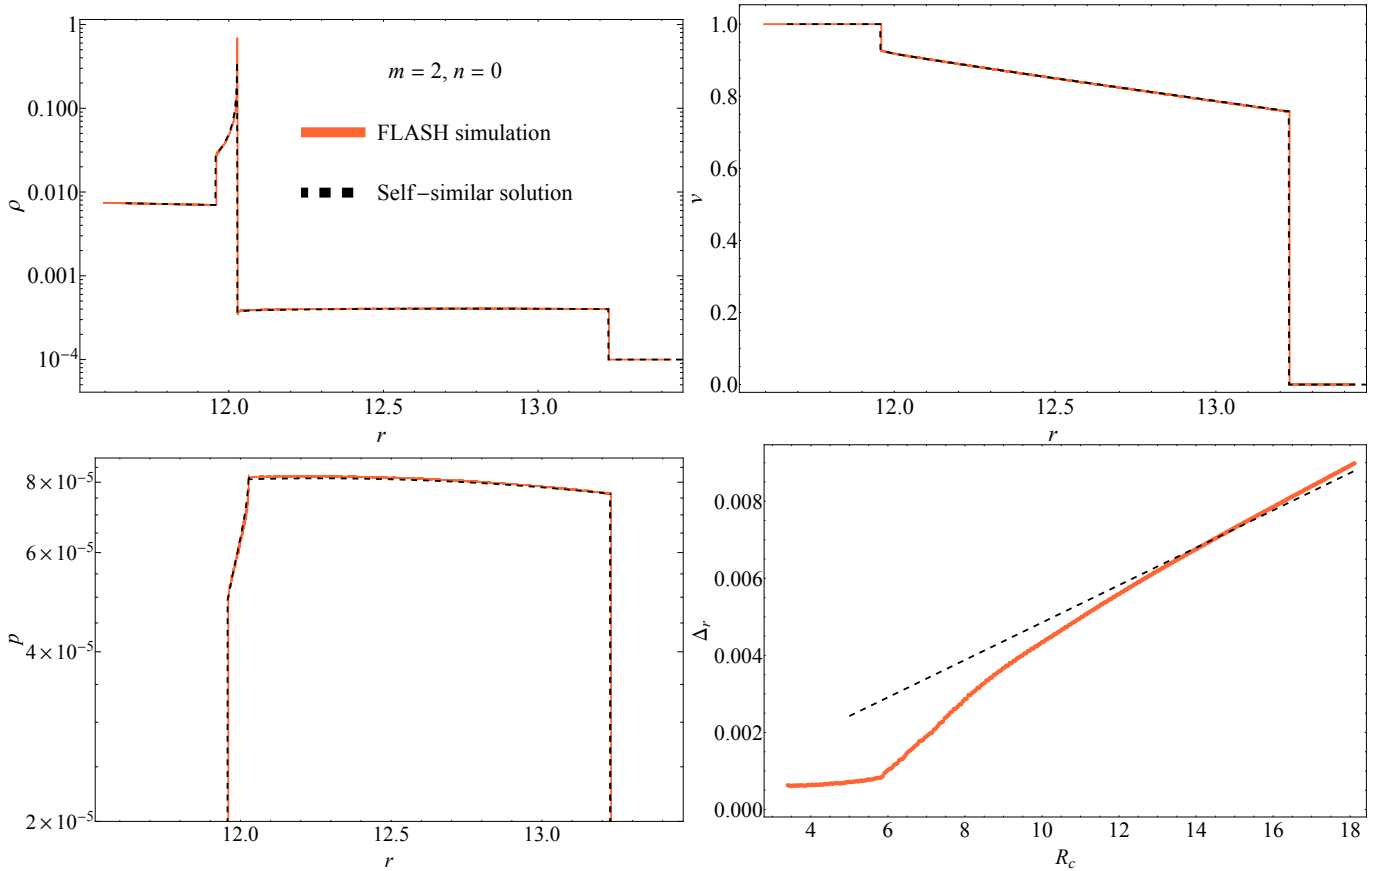 1
0.100
0.010
0.001
10⁻⁴
ρ
m = 2, n = 0
FLASH simulation
Self−similar solution
12.0 12.5 13.0
r
1.0
0.8
0.6
0.4
0.2
0.0
v
12.0 12.5 13.0
r
8×10⁻⁵
6×10⁻⁵
4×10⁻⁵
2×10⁻⁵
p
12.0 12.5 13.0
r
0.008
0.006
0.004
0.002
0.000
Δr
4 6 8 10 12 14 16 18
Rc